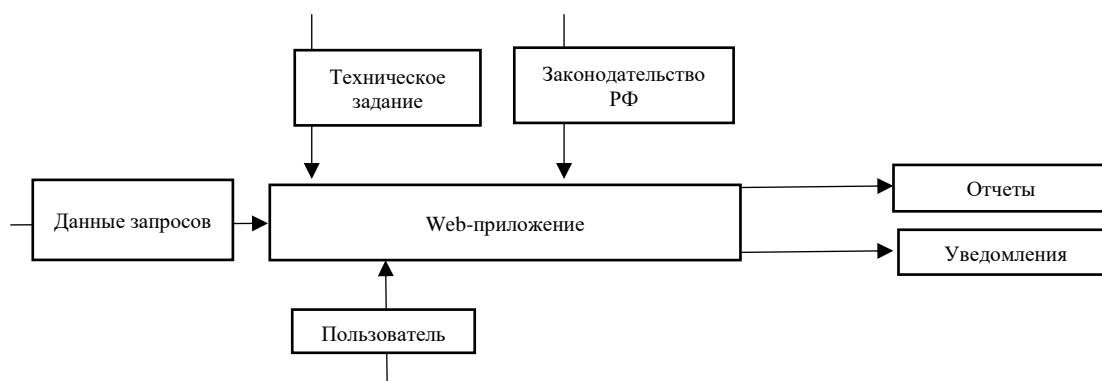 Техническое
задание
Законодательство
РФ
Данные запросов
Web-приложение
Отчеты
Уведомления
Пользователь